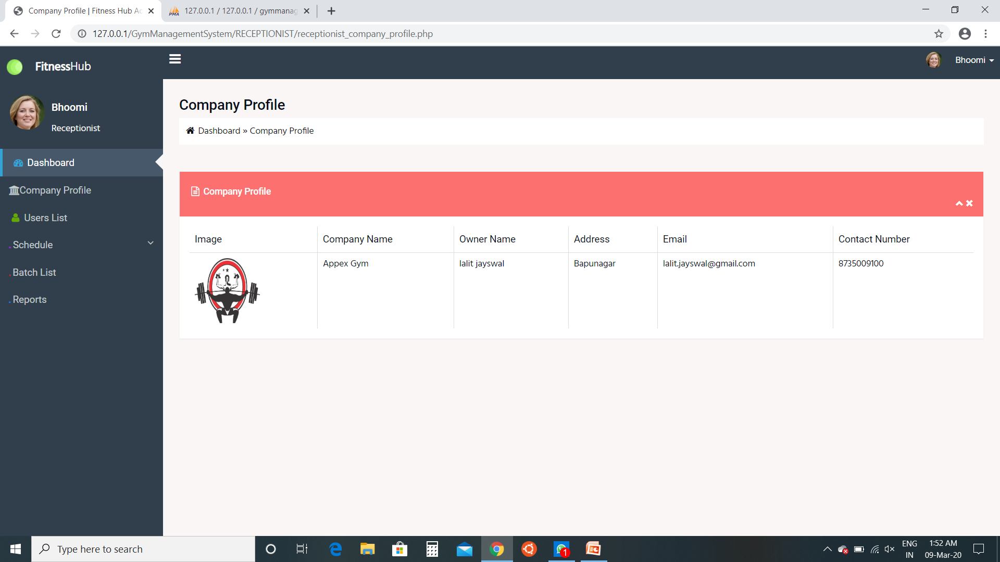 Company Profile | Fitness Hub Ac
127.0.0.1 / 127.0.0.1 / gymmanag
127.0.0.1/GymManagementSystem/RECEPTIONIST/receptionist_company_profile.php
FitnessHub
Bhoomi
Bhoomi
Receptionist
Company Profile
Dashboard » Company Profile
Dashboard
Company Profile
Users List
Schedule
Batch List
Reports
Company Profile
Image Company Name Owner Name Address Email Contact Number
Appex Gym lalit jayswal Bapunagar lalit.jayswal@gmail.com 8735009100
Type here to search
1
ENG
IN
1:52 AM
09-Mar-20